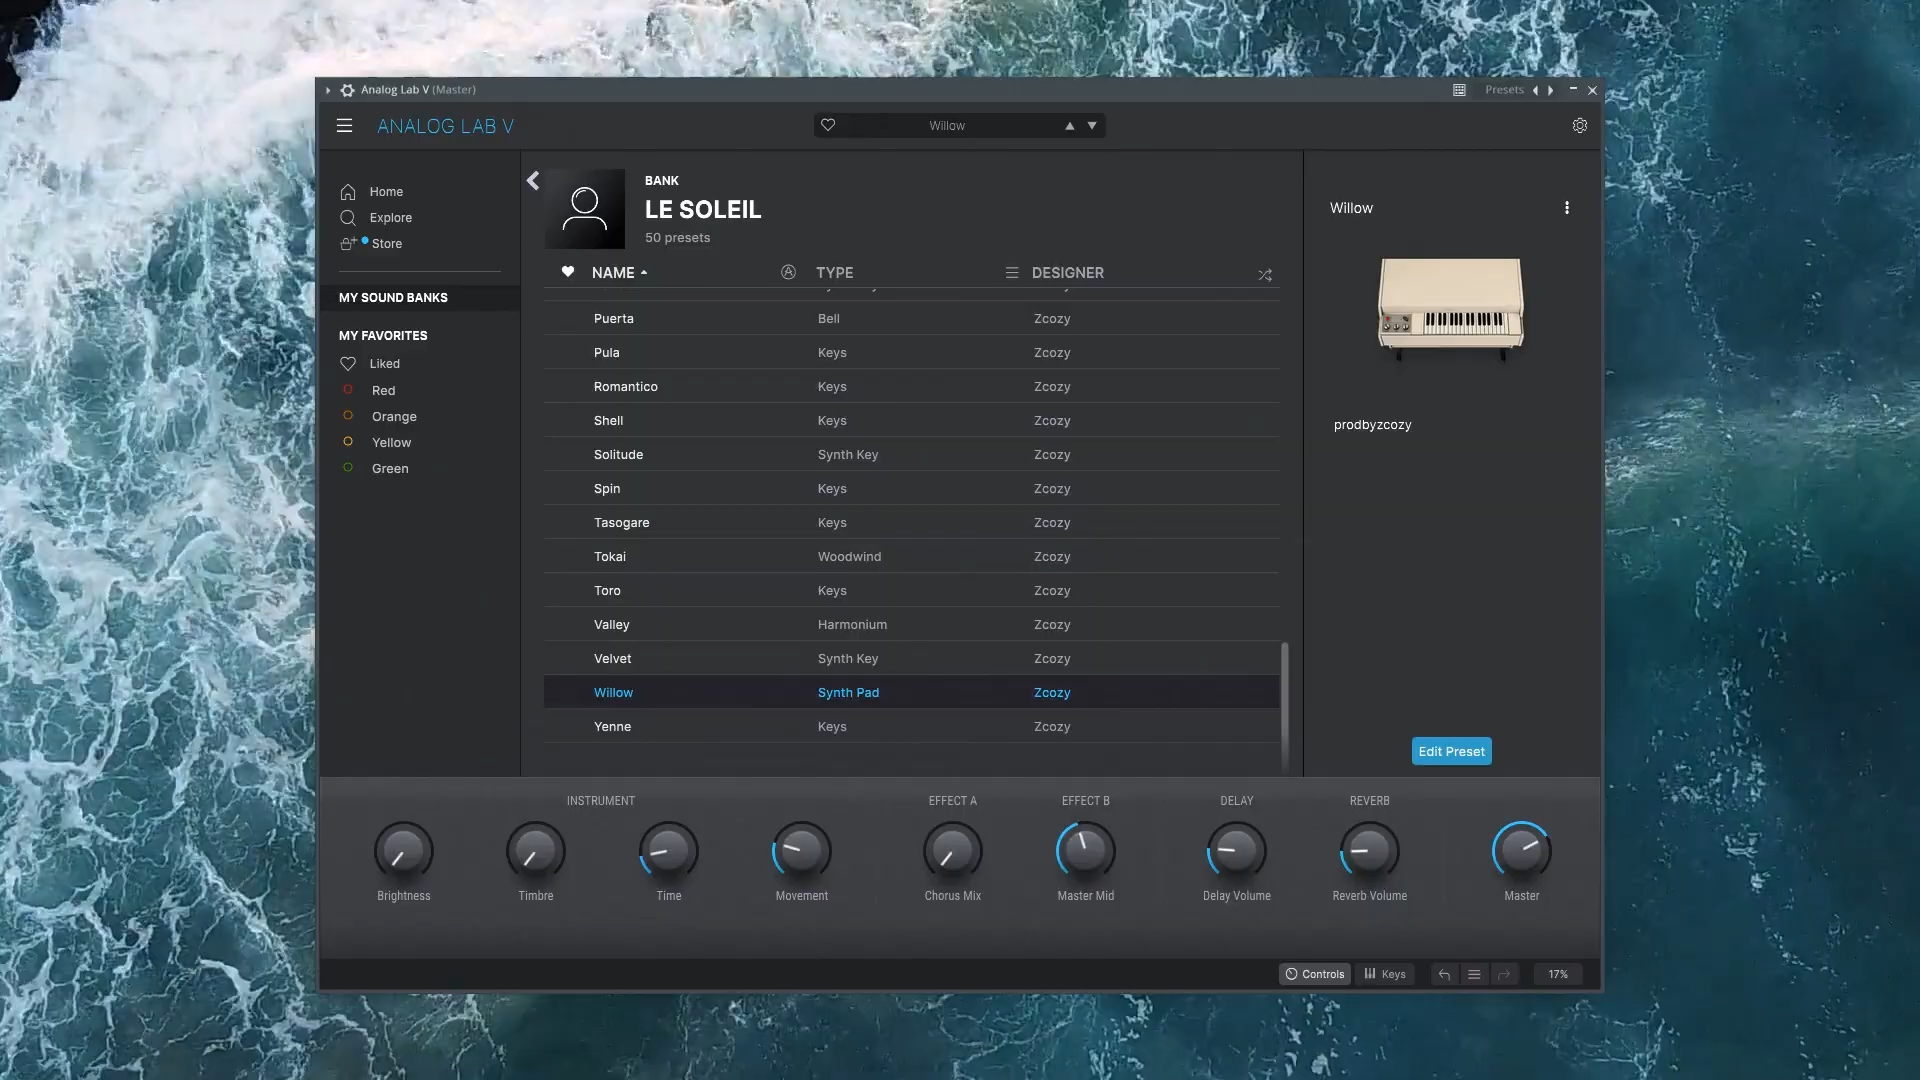 Analog Lab V (Master)
Presets
ANALOG LAB V
Willow
Home
Explore
Store
MY SOUND BANKS
MY FAVORITES
Liked
Red
Orange
Yellow
Green
BANK
LE SOLEIL
50 presets
NAME TYPE DESIGNER
Puerta Bell Zcozy
Pula Keys Zcozy
Romantico Keys Zcozy
Shell Keys Zcozy
Solitude Synth Key Zcozy
Spin Keys Zcozy
Tasogare Keys Zcozy
Tokai Woodwind Zcozy
Toro Keys Zcozy
Valley Harmonium Zcozy
Velvet Synth Key Zcozy
Willow Synth Pad Zcozy
Yenne Keys Zcozy
Willow
prodbyzcozy
Edit Preset
INSTRUMENT EFFECT A EFFECT B DELAY REVERB
Brightness Timbre Time Movement Chorus Mix Master Mid Delay Volume Reverb Volume Master
Controls Keys 17%